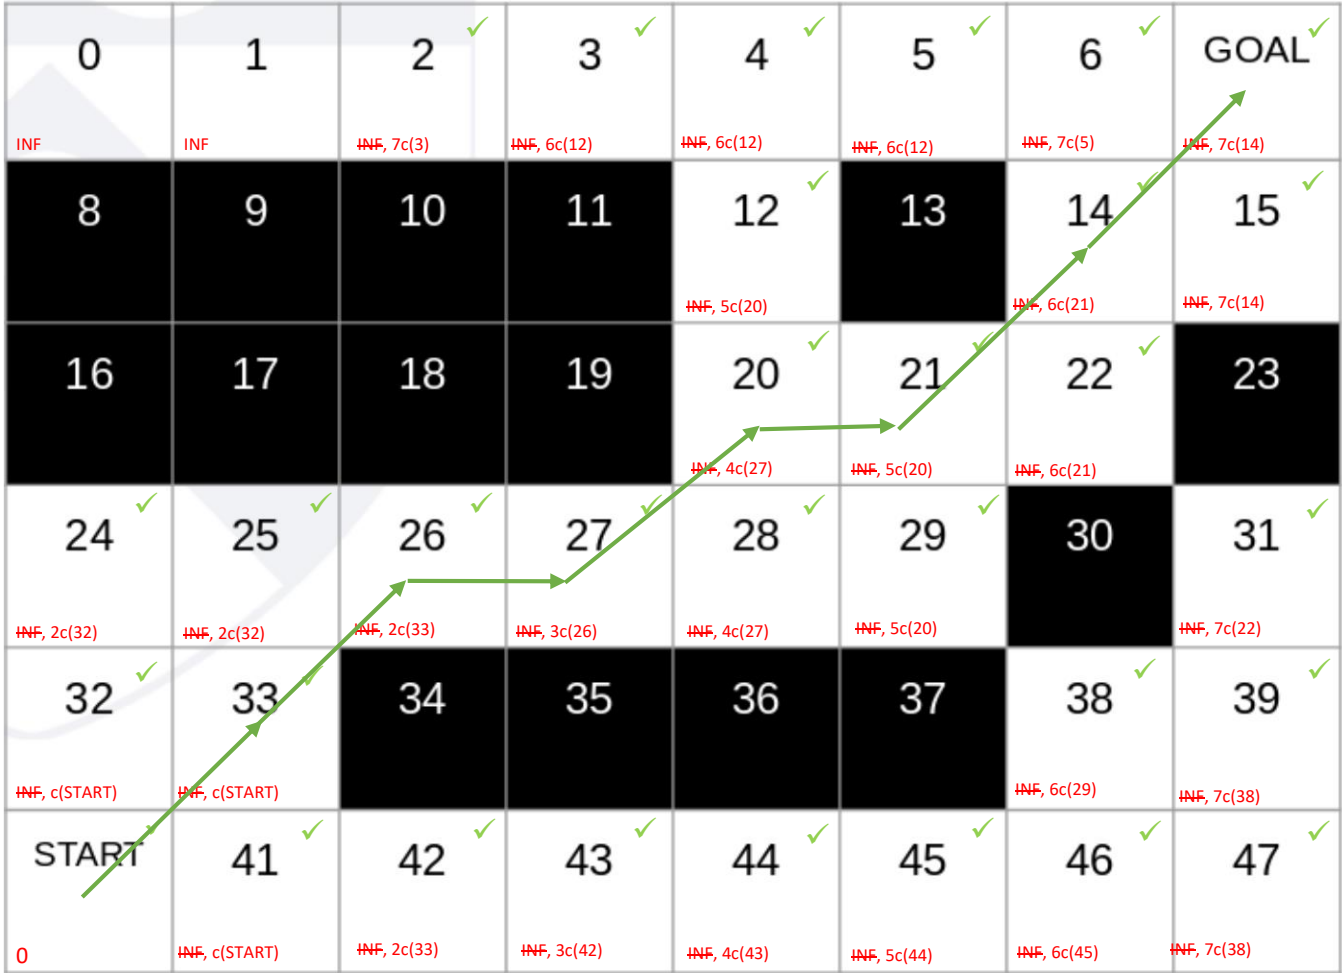 0 1 2 3 4 5 6 GOAL
INF INF INF, 7c(3) INF, 6c(12) INF, 6c(12) INF, 6c(12) INF, 7c(5) INF, 7c(14)
8 9 10 11 12 13 14 15
INF, 5c(20) INF, 6c(21) INF, 7c(14)
16 17 18 19 20 21 22 23
INF, 4c(27) INF, 5c(20) INF, 6c(21)
24 25 26 27 28 29 30 31
INF, 2c(32) INF, 2c(32) INF, 2c(33) INF, 3c(26) INF, 4c(27) INF, 5c(20) INF, 7c(22)
32 33 34 35 36 37 38 39
INF, c(START) INF, c(START) INF, 6c(29) INF, 7c(38)
START 41 42 43 44 45 46 47
0 INF, c(START) INF, 2c(33) INF, 3c(42) INF, 4c(43) INF, 5c(44) INF, 6c(45) INF, 7c(38)